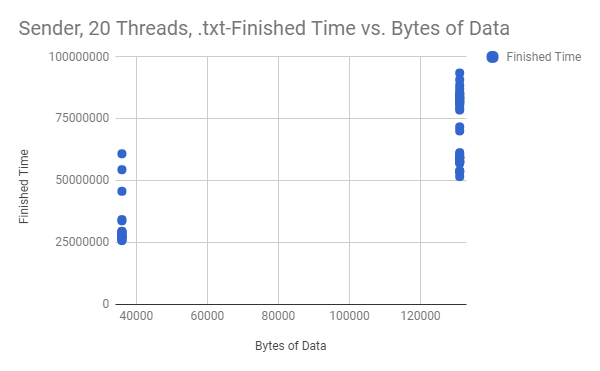 Sender, 20 Threads, .txt-Finished Time vs. Bytes of Data
Finished Time
100000000
75000000
50000000
25000000
0
Finished Time
40000 60000 80000 100000 120000
Bytes of Data